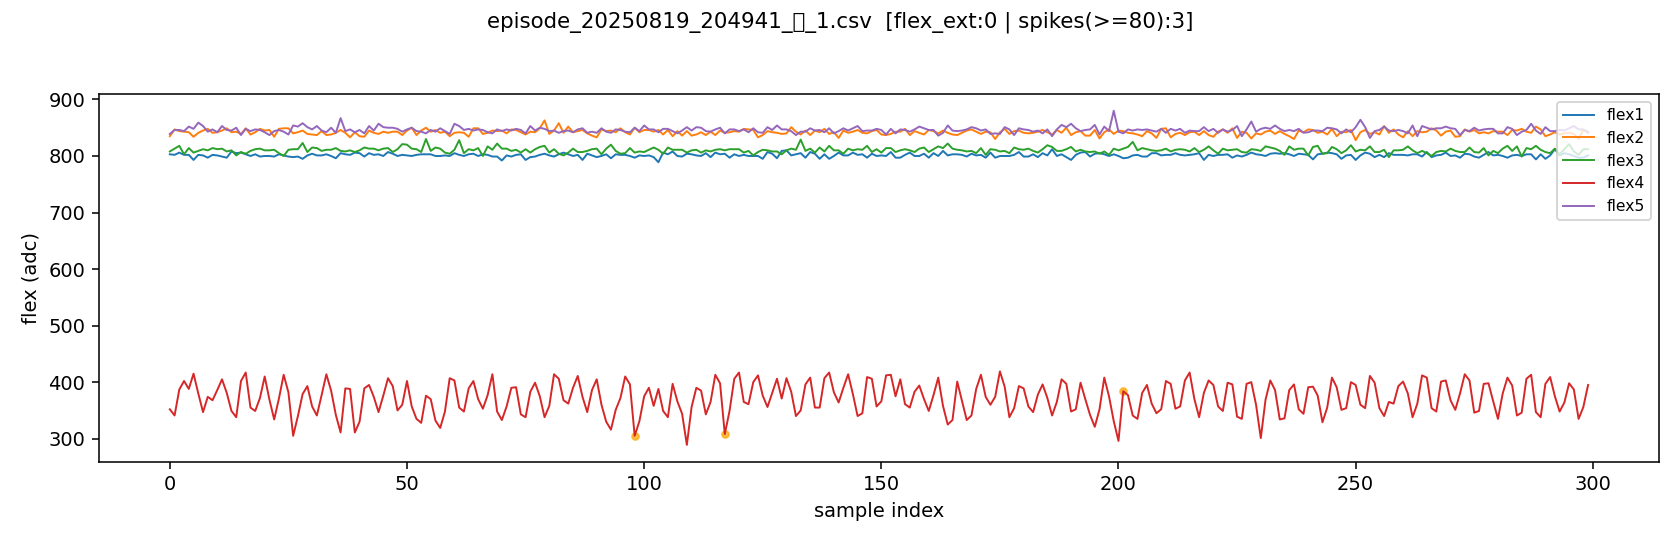 episode_20250819_204941_▯_1.csv [flex_ext:0 | spikes(>=80):3]
900
800
700
600
500
400
300
flex (adc)
flex1
flex2
flex3
flex4
flex5
0
50
100
150
200
250
300
sample index